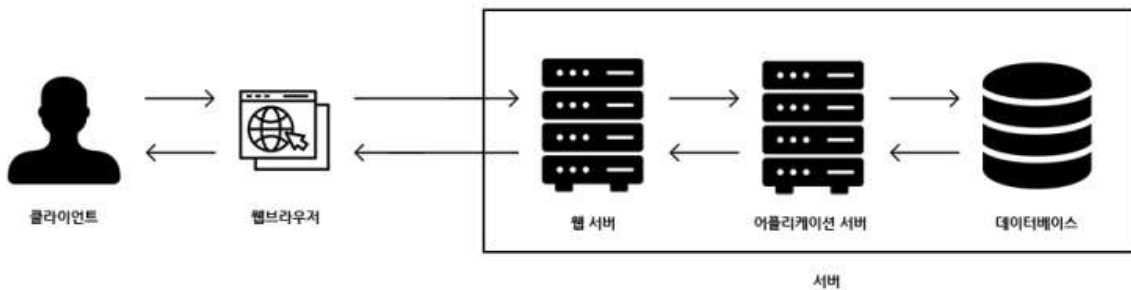 클라이언트
웹브라우저
웹 서버
어플리케이션 서버
데이터베이스
서버